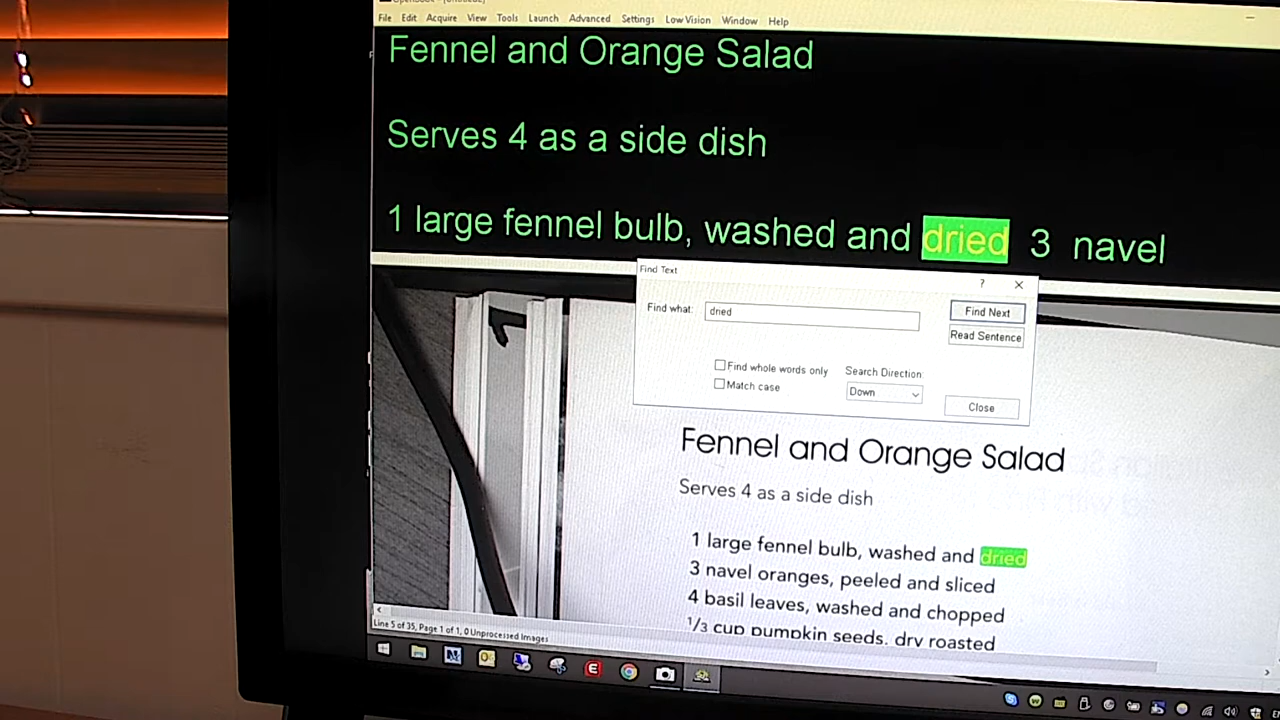 File Edit Acquire View Tools Launch Advanced Settings Low Vision Window Help
Fennel and Orange Salad
Serves 4 as a side dish
1 large fennel bulb, washed and dried 3 navel
Find Text
? ×
Find what: dried
Find Next
Read Sentence
Find whole words only
Search Direction
Match case
Down
Close
Fennel and Orange Salad
Serves 4 as a side dish
1 large fennel bulb, washed and dried
3 navel oranges, peeled and sliced
4 basil leaves, washed and chopped
1/3 cup pumpkin seeds, dry roasted
Line 5 of 35, Page 1 of 1, 0 Unprocessed Images